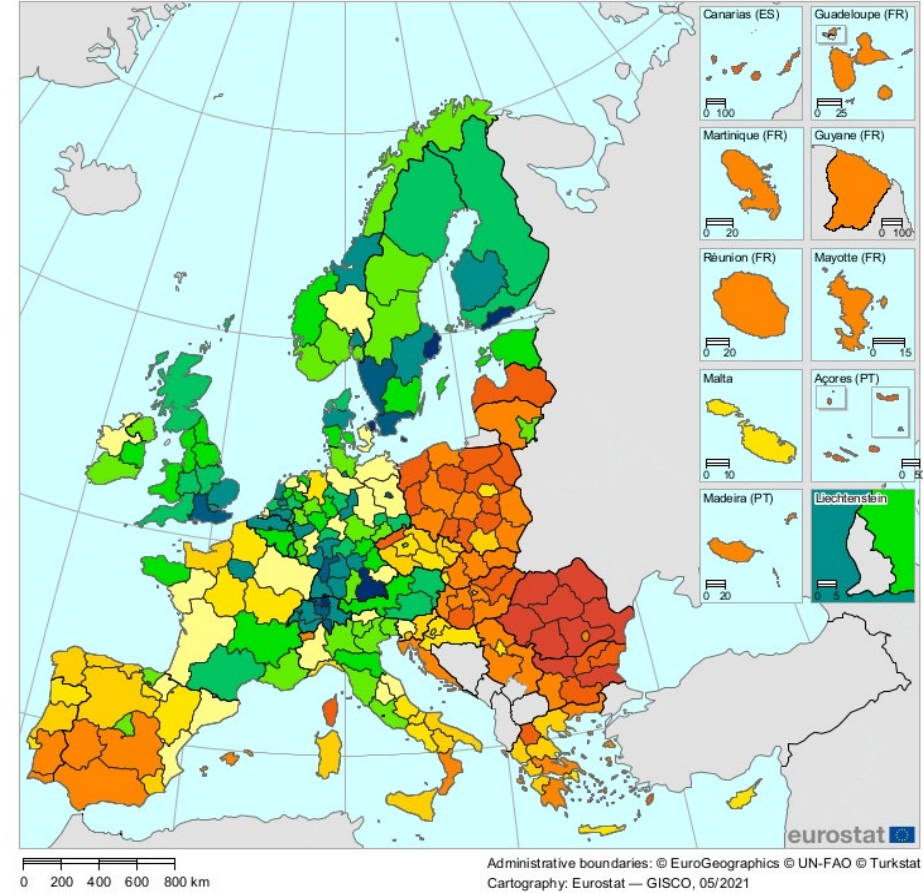 Canarias (ES)
0 100
Guadeloupe (FR)
0 25
Martinique (FR)
0 20
Guyane (FR)
0 100
Réunion (FR)
0 20
Mayotte (FR)
0 15
Malta
0 10
Açores (PT)
0 50
Madeira (PT)
0 20
Liechtenstein
0 5
eurostat
0 200 400 600 800 km
Administrative boundaries: © EuroGeographics © UN-FAO © Turkstat
Cartography: Eurostat — GISCO, 05/2021